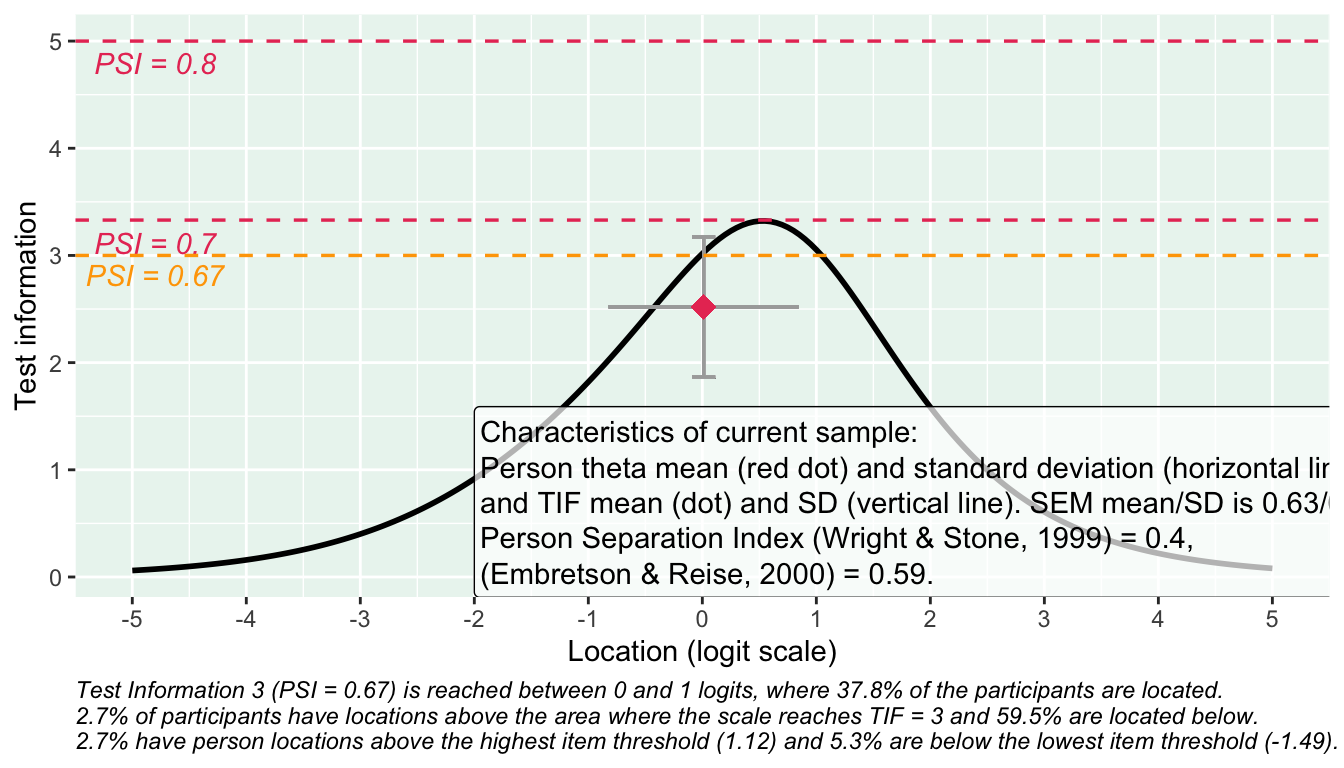 5
PSI = 0.8
4
PSI = 0.7
3
PSI = 0.67
2
1
0
Test information
Characteristics of current sample:
Person theta mean (red dot) and standard deviation (horizontal
and TIF mean (dot) and SD (vertical line). SEM mean/SD is 0.63/
Person Separation Index (Wright & Stone, 1999) = 0.4,
(Embretson & Reise, 2000) = 0.59.
-5 -4 -3 -2 -1 0 1 2 3 4 5
Location (logit scale)
Test Information 3 (PSI = 0.67) is reached between 0 and 1 logits, where 37.8% of the participants are located.
2.7% of participants have locations above the area where the scale reaches TIF = 3 and 59.5% are located below.
2.7% have person locations above the highest item threshold (1.12) and 5.3% are below the lowest item threshold (-1.49).